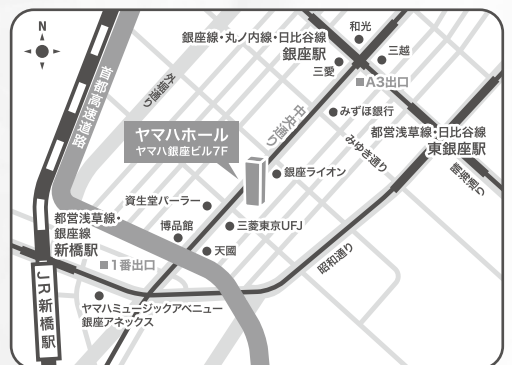 N
和光
銀座線・丸ノ内線・日比谷線
銀座駅
三越
三愛
A3出口
首都高速道路
外堀通り
中央通り
みずほ銀行
都営浅草線・日比谷線
東銀座駅
ヤマハホール
ヤマハ銀座ビル7F
みゆき通り
銀座ライオン
晴海通り
資生堂パーラー
都営浅草線・
銀座線
新橋駅
博品館
三菱東京UFJ
天國
昭和通り
1番出口
JR新橋駅
ヤマハミュージックアベニュー
銀座アネックス